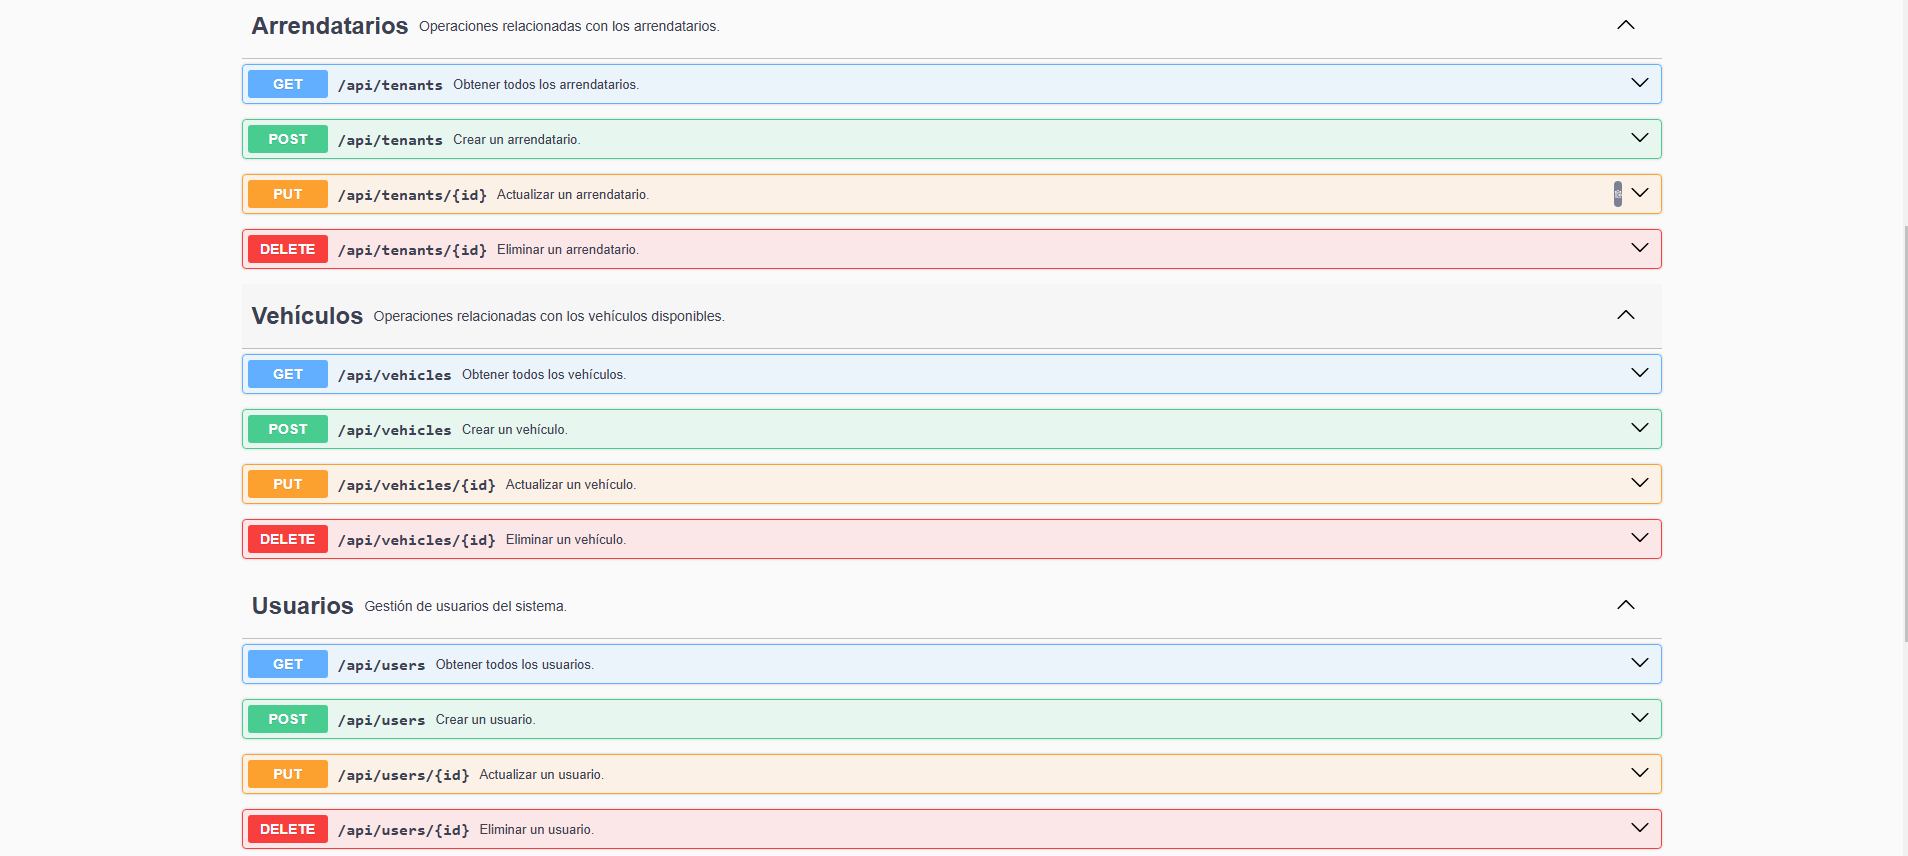 Arrendatarios Operaciones relacionadas con los arrendatarios.
GET /api/tenants Obtener todos los arrendatarios.
POST /api/tenants Crear un arrendatario.
PUT /api/tenants/{id} Actualizar un arrendatario.
DELETE /api/tenants/{id} Eliminar un arrendatario.
Vehículos Operaciones relacionadas con los vehículos disponibles.
GET /api/vehicles Obtener todos los vehículos.
POST /api/vehicles Crear un vehículo.
PUT /api/vehicles/{id} Actualizar un vehículo.
DELETE /api/vehicles/{id} Eliminar un vehículo.
Usuarios Gestión de usuarios del sistema.
GET /api/users Obtener todos los usuarios.
POST /api/users Crear un usuario.
PUT /api/users/{id} Actualizar un usuario.
DELETE /api/users/{id} Eliminar un usuario.